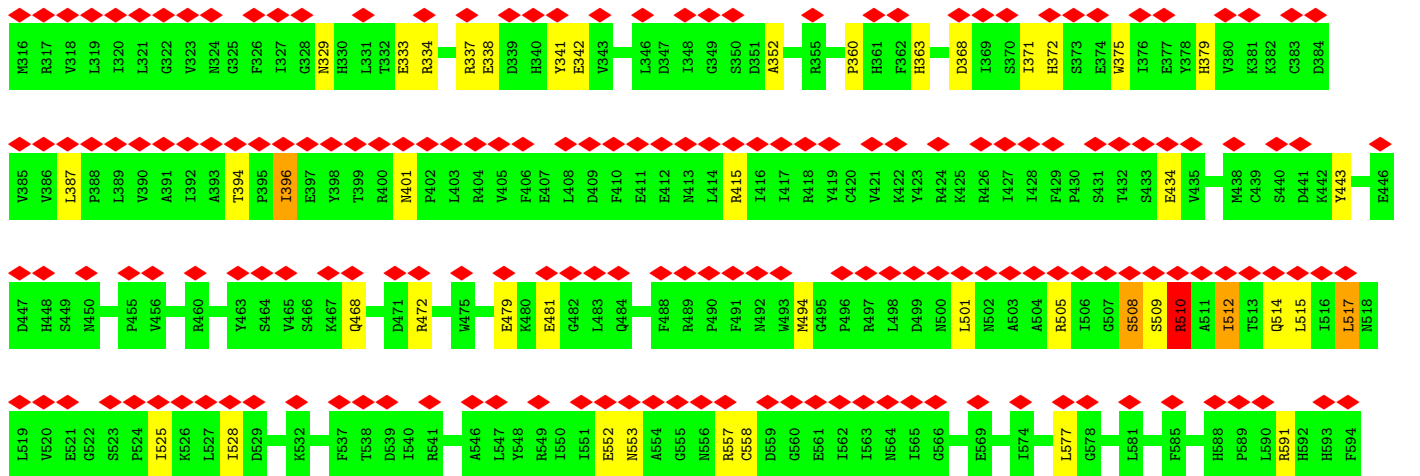 M316 R317 V318 L319 I320 L321 G322 V323 N324 G325 F326 I327 G328 N329 H330 L331 T332 E333 R334 R337 E338 D339 H340 Y341 E342 V343 L346 D347 I348 G349 S350 D351 A352 R355 P360 H361 F362 H363 D368 I369 S370 I371 H372 S373 E374 W375 I376 E377 Y378 H379 V380 K381 K382 C383 D384
V385 V386 L387 P388 L389 V390 A391 I392 A393 T394 P395 I396 E397 Y398 T399 R400 N401 P402 L403 R404 V405 F406 E407 L408 D409 F410 E411 E412 N413 L414 R415 I416 I417 R418 Y419 C420 V421 K422 Y423 R424 K425 R426 I427 I428 F429 P430 S431 T432 S433 E434 V435 M438 C439 S440 D441 K442 Y443 E446
D447 H448 S449 N450 P455 V456 R460 Y463 S464 V465 S466 K467 Q468 D471 R472 W475 E479 K480 E481 G482 L483 Q484 F488 R489 P490 F491 N492 W493 M494 G495 P496 R497 L498 D499 N500 L501 N502 A503 A504 R505 I506 G507 S508 S509 R510 A511 I512 T513 Q514 L515 I516 L517 N518
L519 V520 E521 G522 S523 P524 I525 K526 L527 I528 D529 K532 F537 T538 D539 I540 R541 A546 L547 Y548 R549 I550 I551 E552 N553 A554 G555 N556 R557 C558 D559 G560 E561 I562 I563 N564 I565 G566 E569 I574 L577 G578 L581 F585 H588 P589 L590 R591 H592 H593 F594